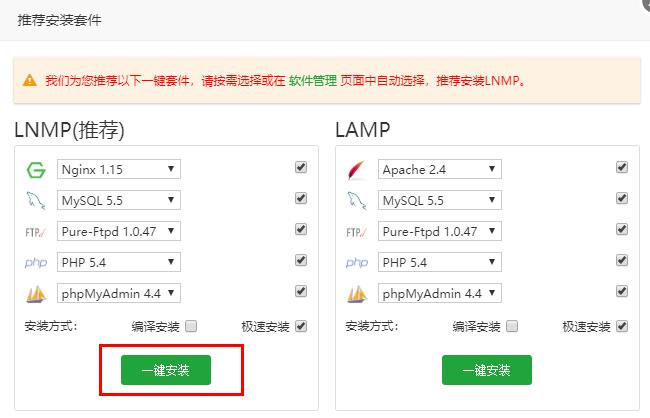 推荐安装套件
我们为您推荐以下一键套件，请按需选择或在 软件管理 页面中自动选择，推荐安装LNMP。
LNMP(推荐)
Nginx 1.15
MySQL 5.5
FTP Pure-Ftpd 1.0.47
php PHP 5.4
phpMyAdmin 4.4
安装方式： 编译安装 极速安装
一键安装
LAMP
Apache 2.4
MySQL 5.5
FTP Pure-Ftpd 1.0.47
php PHP 5.4
phpMyAdmin 4.4
安装方式： 编译安装 极速安装
一键安装